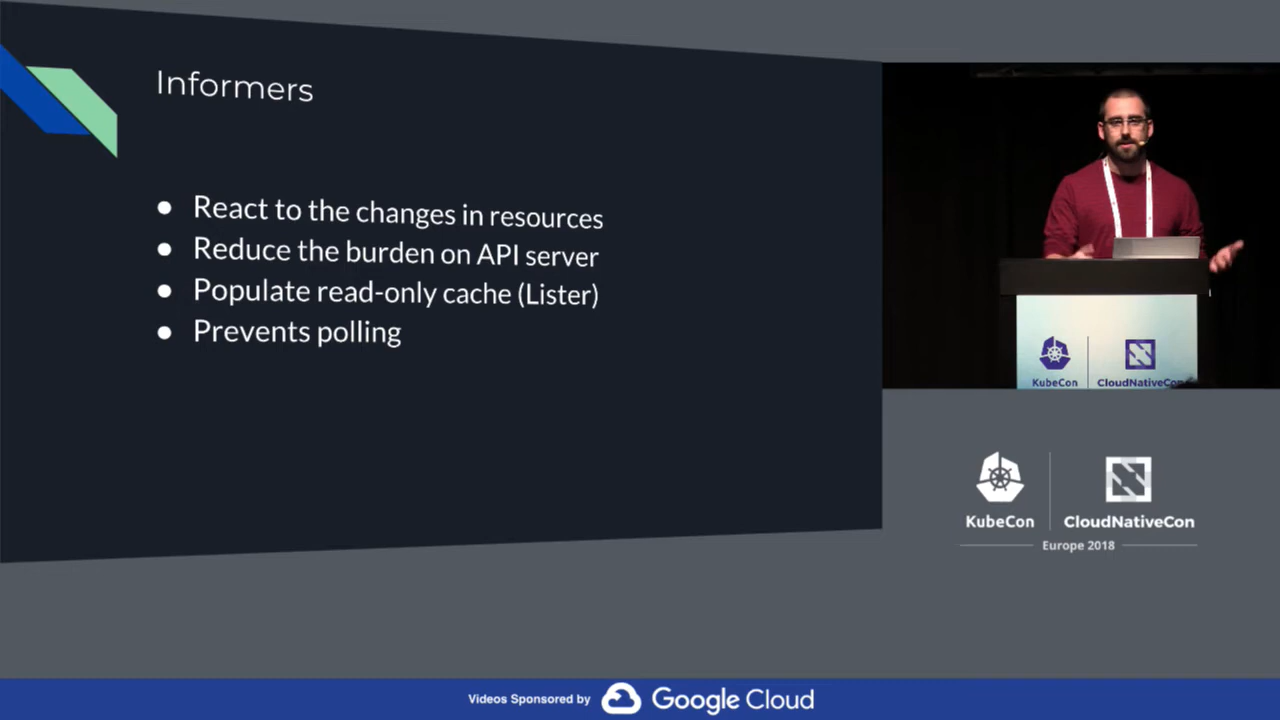 Informers
React to the changes in resources
Reduce the burden on API server
Populate read-only cache (Lister)
Prevents polling
KubeCon
CloudNativeCon
KubeCon
CloudNativeCon
Europe 2018
Videos Sponsored by Google Cloud